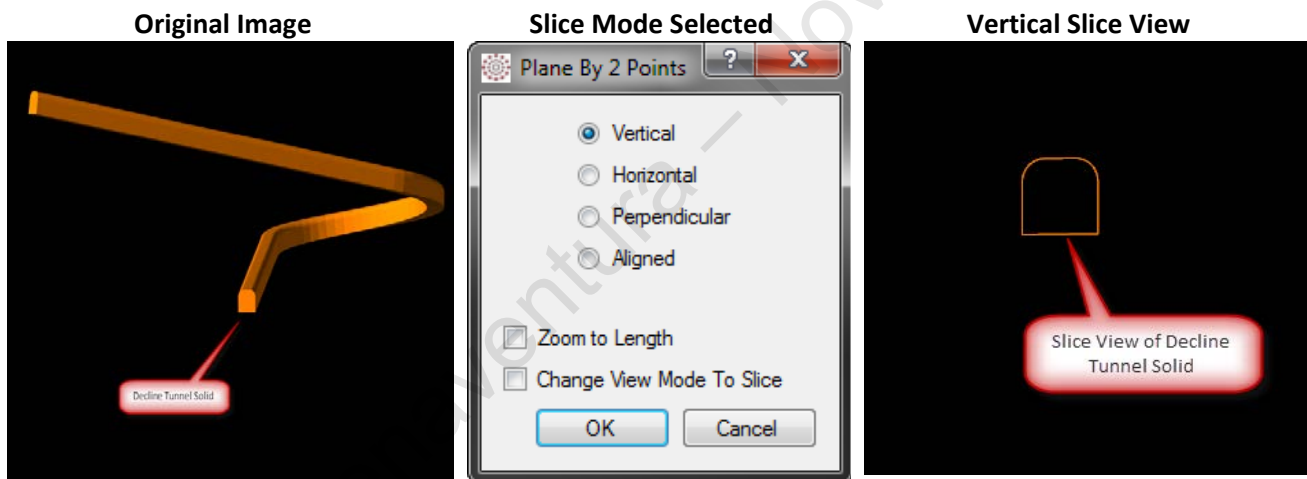 Original Image
Slice Mode Selected
Vertical Slice View
Plane By 2 Points
?
X
Vertical
Horizontal
Perpendicular
Aligned
Zoom to Length
Change View Mode To Slice
OK
Cancel
Decline Tunnel Solid
Slice View of Decline
Tunnel Solid